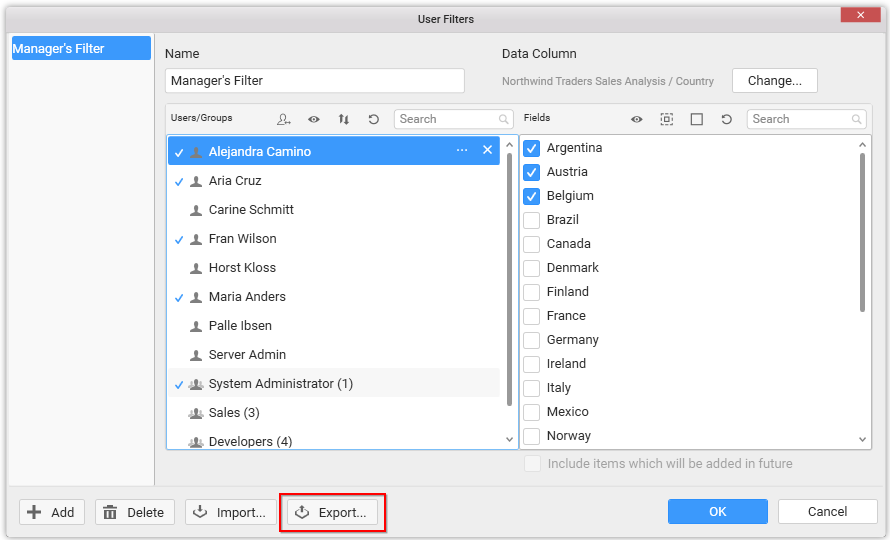 User Filters
Manager's Filter
Name
Data Column
Manager's Filter
Northwind Traders Sales Analysis / Country
Change...
Users/Groups
Search
Fields
Search
Alejandra Camino
Aria Cruz
Carine Schmitt
Fran Wilson
Horst Kloss
Maria Anders
Palle Ibsen
Server Admin
System Administrator (1)
Sales (3)
Developers (4)
Argentina
Austria
Belgium
Brazil
Canada
Denmark
Finland
France
Germany
Ireland
Italy
Mexico
Norway
Include items which will be added in future
Add
Delete
Import...
Export...
OK
Cancel